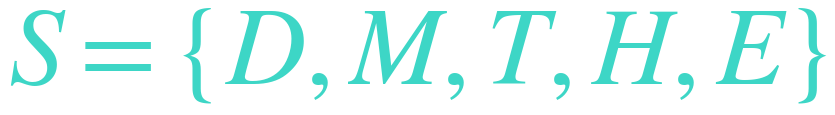 S = {D, M, T, H, E}